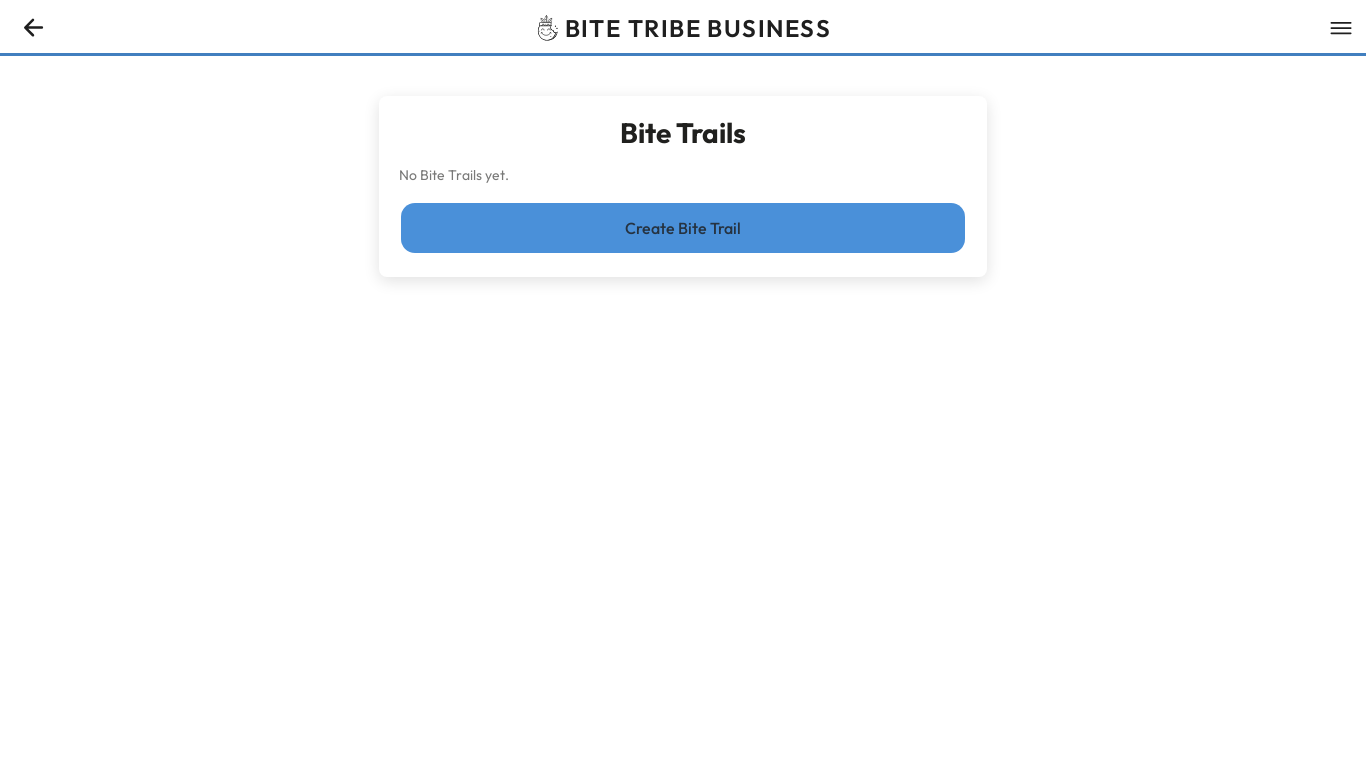 BITE TRIBE BUSINESS
Bite Trails
No Bite Trails yet.
Create Bite Trail